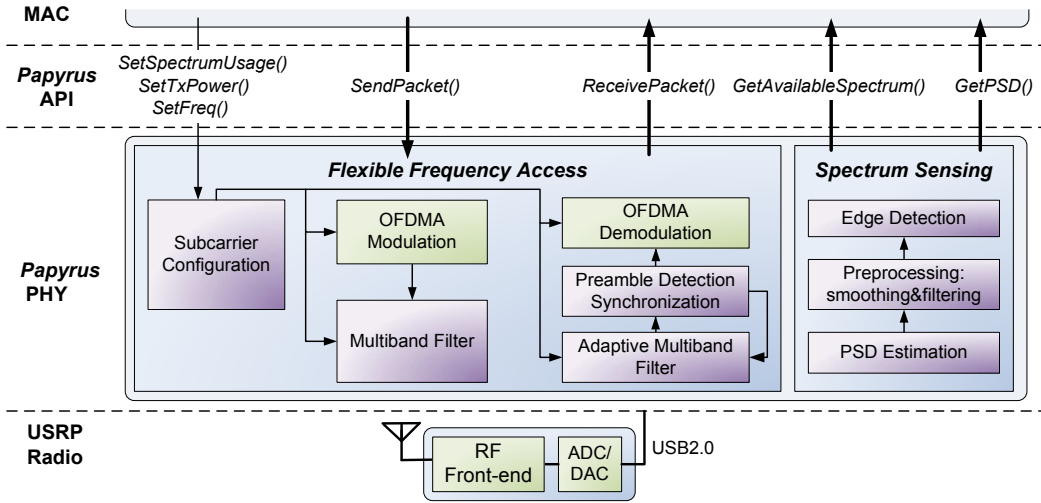 MAC
Papyrus
API
SetSpectrumUsage()
SetTxPower()
SetFreq()
SendPacket()
ReceivePacket()
GetAvailableSpectrum()
GetPSD()
Papyrus
PHY
Flexible Frequency Access
Subcarrier
Configuration
OFDMA
Modulation
Multiband Filter
OFDMA
Demodulation
Preamble Detection
Synchronization
Adaptive Multiband
Filter
Spectrum Sensing
Edge Detection
Preprocessing:
smoothing&filtering
PSD Estimation
USRP
Radio
RF
Front-end
ADC/
DAC
USB2.0